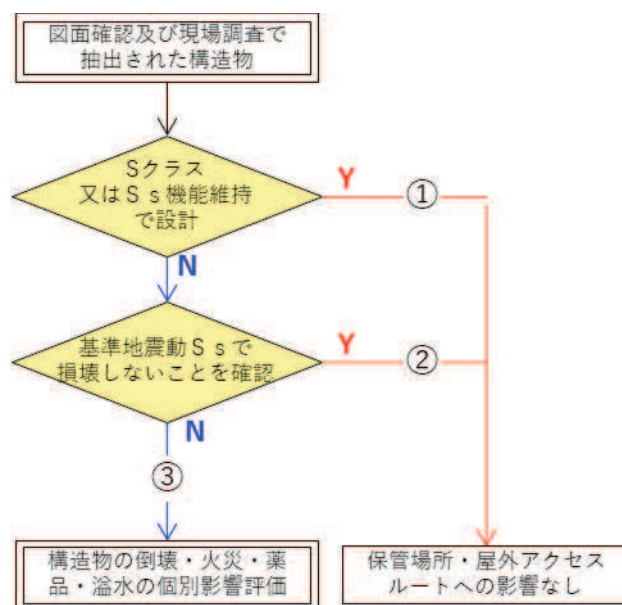 図面確認及び現場調査で
抽出された構造物
Sクラス
又はＳｓ機能維持
で設計
Y
①
N
基準地震動Ｓｓで
損壊しないことを確認
Y
②
N
③
構造物の倒壊・火災・薬
品・溢水の個別影響評価
保管場所・屋外アクセス
ルートへの影響なし